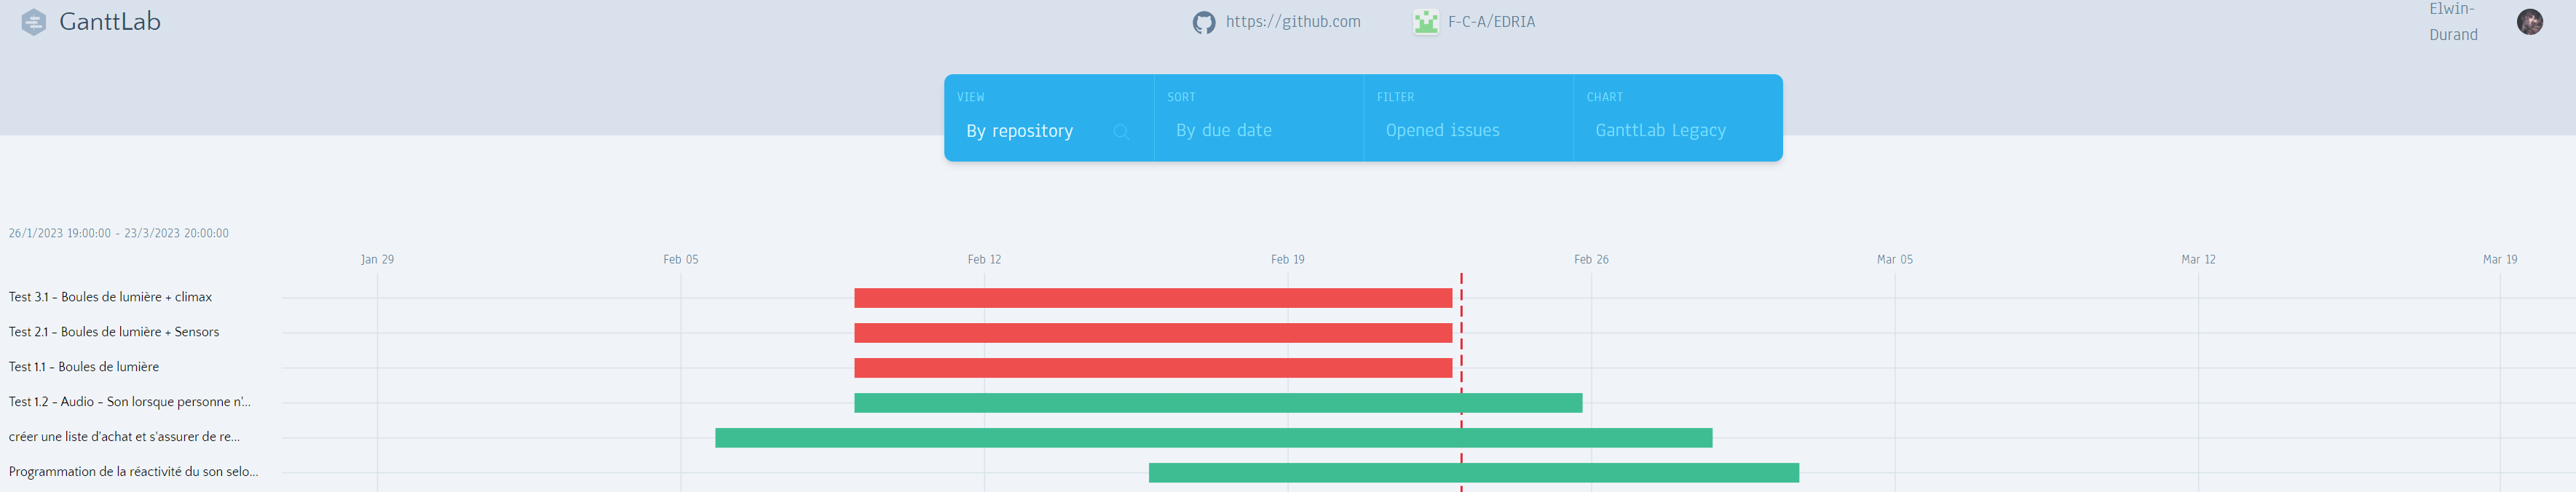 GanttLab
https://github.com
F-C-A/EDRIA
Elwin-
Durand
VIEW
By repository
SORT
By due date
FILTER
Opened issues
CHART
GanttLab Legacy
26/1/2023 19:00:00 - 23/3/2023 20:00:00
Jan 29 Feb 05 Feb 12 Feb 19 Feb 26 Mar 05 Mar 12 Mar 19
Test 3.1 - Boules de lumière + climax
Test 2.1 - Boules de lumière + Sensors
Test 1.1 - Boules de lumière
Test 1.2 - Audio - Son lorsque personne n'...
créer une liste d'achat et s'assurer de re...
Programmation de la réactivité du son selo...